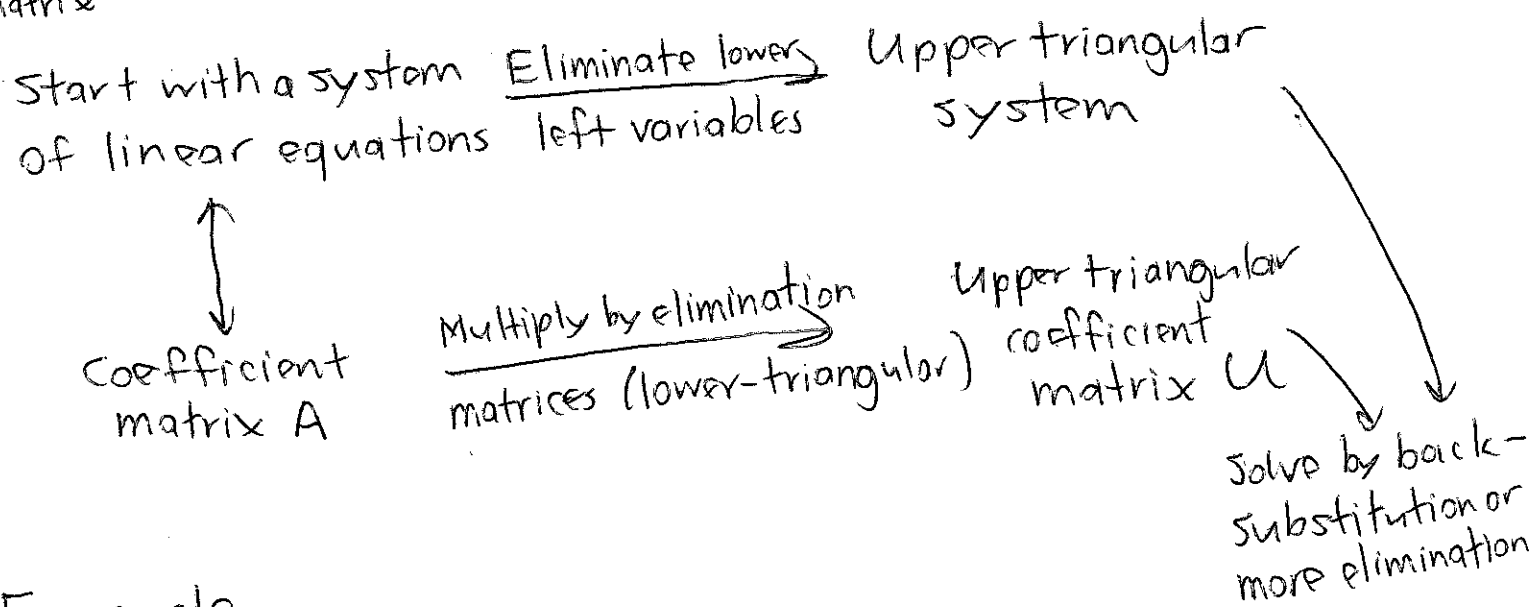 Start with a system Eliminate lower Upper triangular
of linear equations left variables system
Coefficient Multiply by elimination Upper triangular
matrix A matrices (lower-triangular) coefficient
matrix U
Solve by back-
substitution or
more elimination